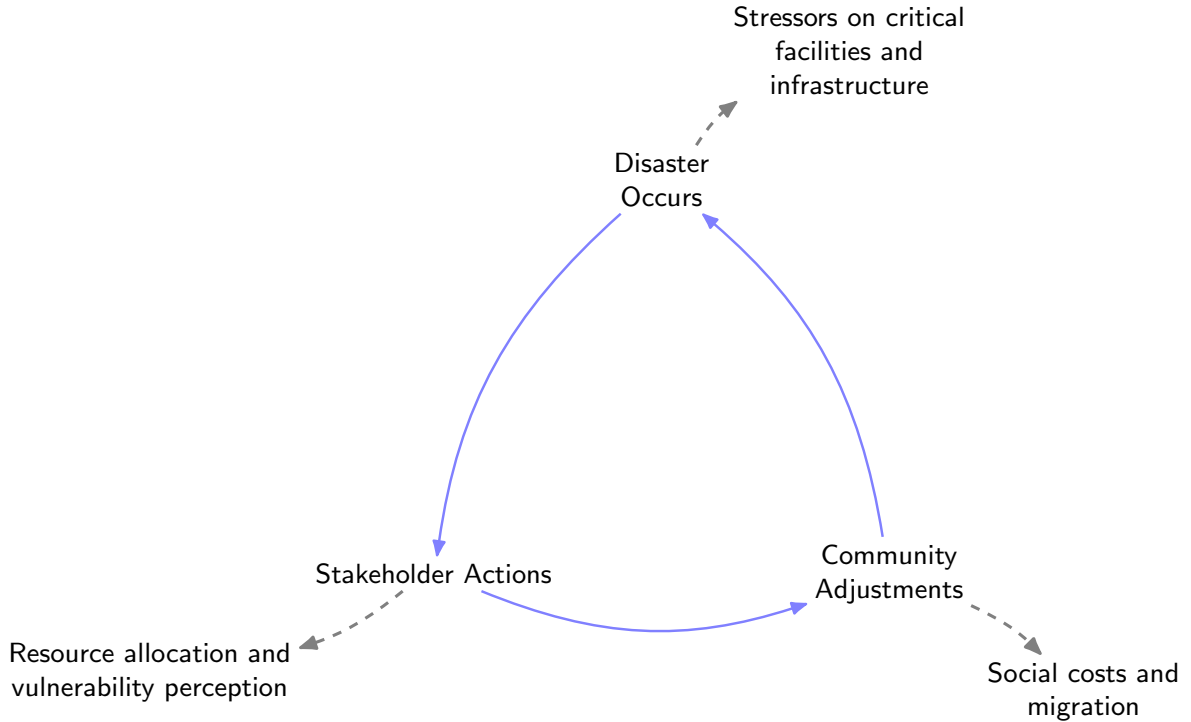 Stressors on critical
facilities and
infrastructure
Disaster
Occurs
Stakeholder Actions
Community
Adjustments
Resource allocation and
vulnerability perception
Social costs and
migration